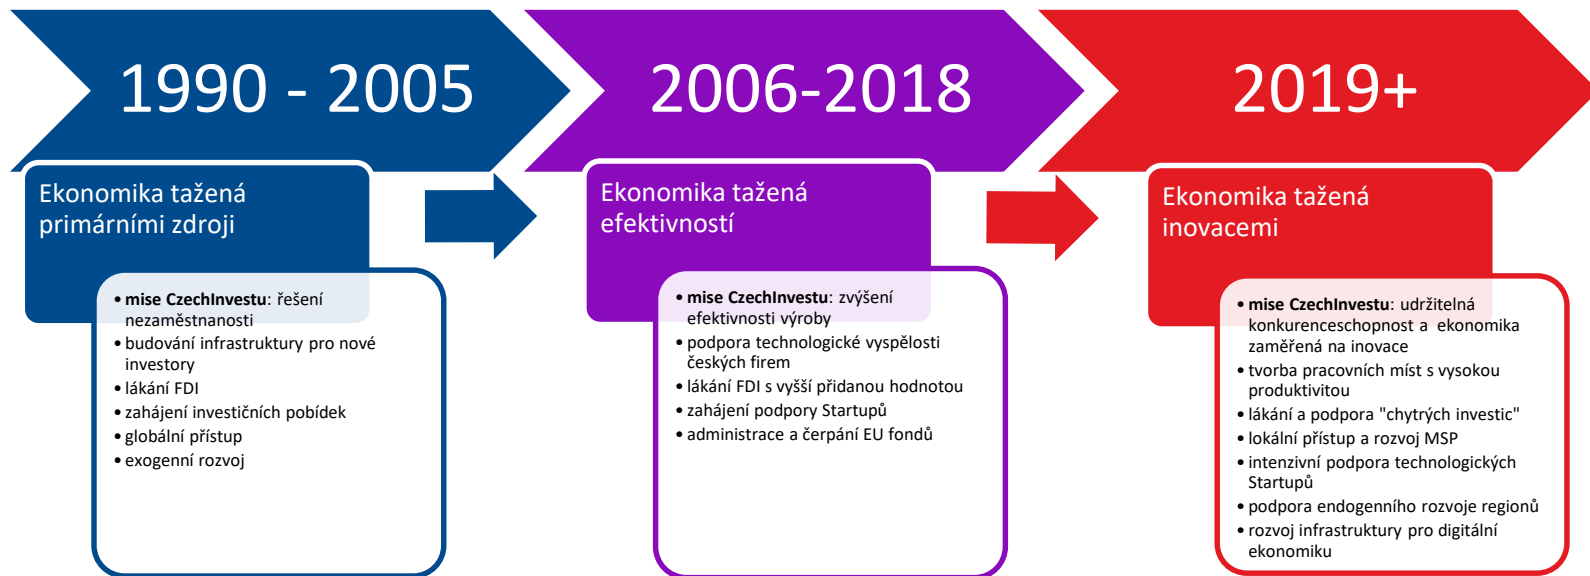 1990 - 2005
2006-2018
2019+
Ekonomika tažená
primárními zdroji
• mise CzechInvestu: řešení
nezaměstnanosti
• budování infrastruktury pro nové
investory
• lákání FDI
• zahájení investičních pobídek
• globální přístup
• exogenní rozvoj
Ekonomika tažená
efektivností
• mise CzechInvestu: zvýšení
efektivnosti výroby
• podpora technologické vyspělosti
českých firem
• lákání FDI s vyšší přidanou hodnotou
• zahájení podpory Startupů
• administrace a čerpání EU fondů
Ekonomika tažená
inovacemi
• mise CzechInvestu: udržitelná
konkurenceschopnost a ekonomika
zaměřená na inovace
• tvorba pracovních míst s vysokou
produktivitou
• lákání a podpora "chytrých investic"
• lokální přístup a rozvoj MSP
• intenzivní podpora technologických
Startupů
• podpora endogenního rozvoje regionů
• rozvoj infrastruktury pro digitální
ekonomiku